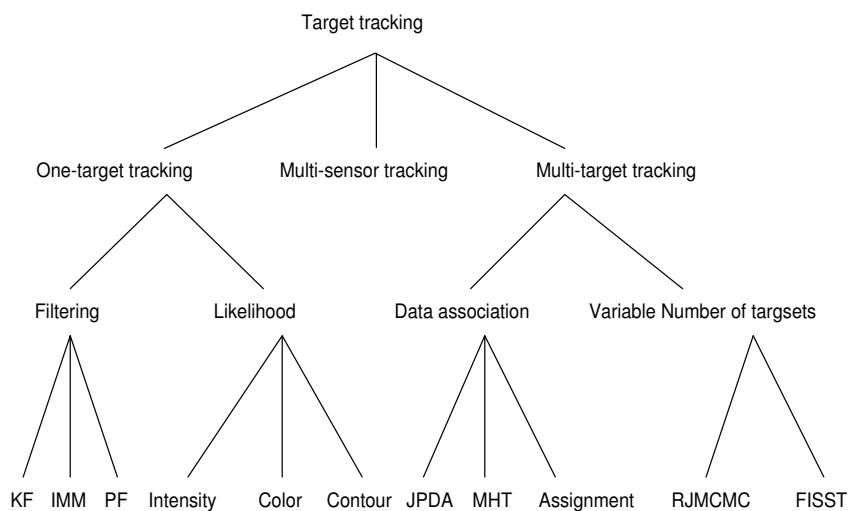 Target tracking
One-target tracking Multi-sensor tracking Multi-target tracking
Filtering Likelihood Data association Variable Number of targsets
KF IMM PF Intensity Color Contour JPDA MHT Assignment RJMCMC FISST